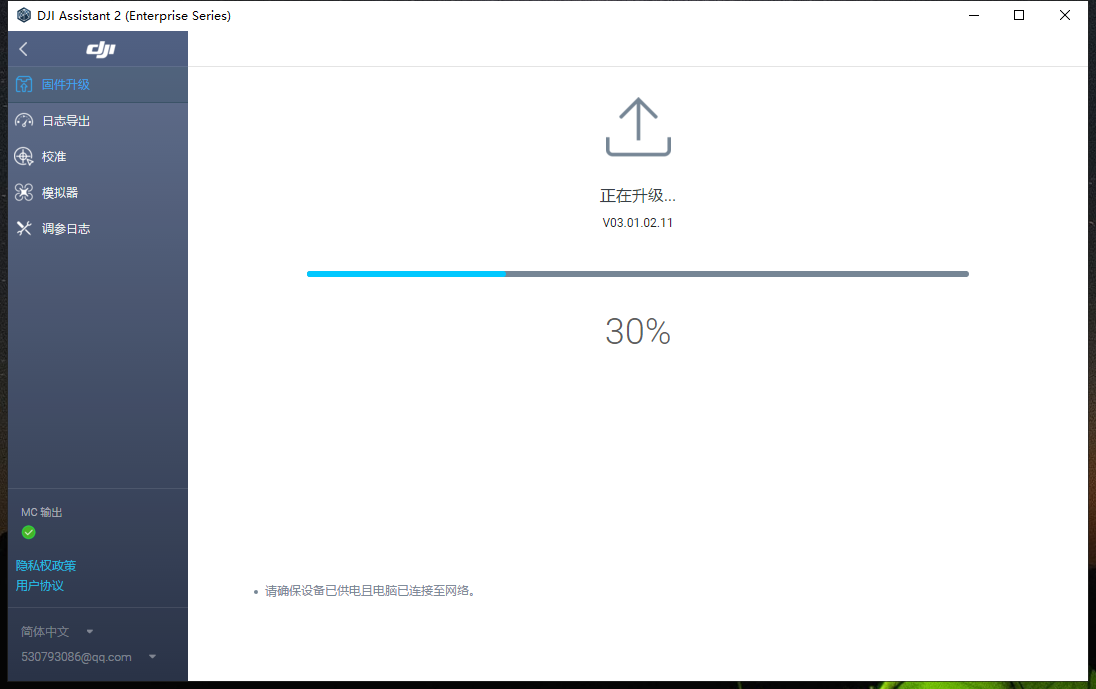 DJI Assistant 2 (Enterprise Series)
dji
固件升级
日志导出
校准
模拟器
调参日志
MC 输出
隐私权政策
用户协议
简体中文
530793086@qq.com
正在升级...
V03.01.02.11
30%
• 请确保设备已供电且电脑已连接至网络。